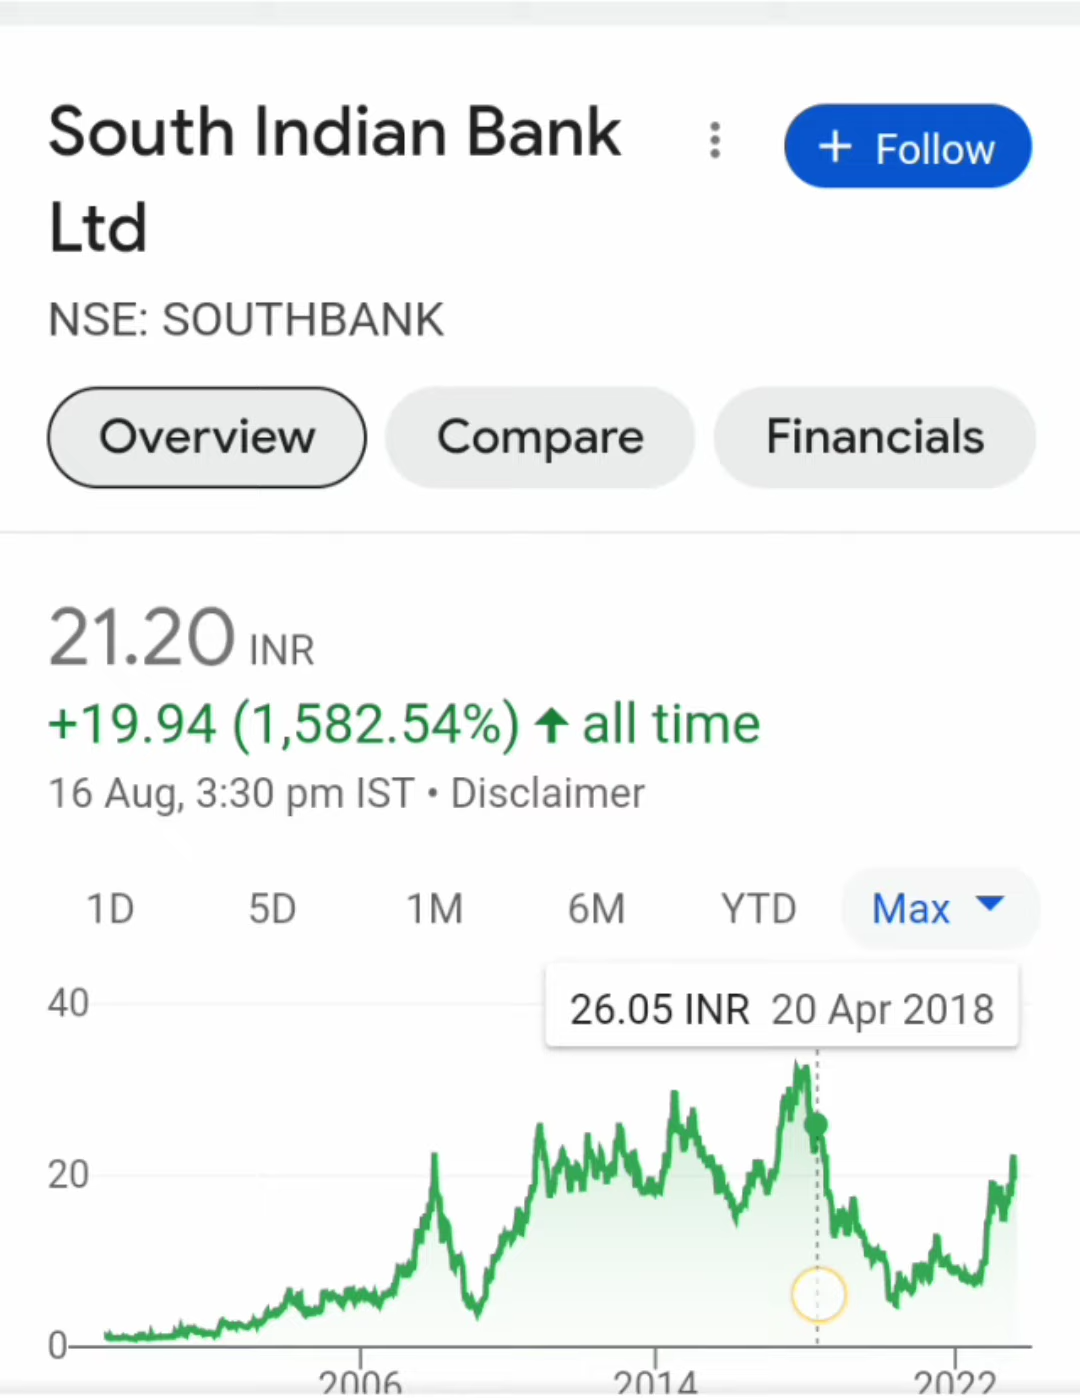 South Indian Bank
Ltd
+ Follow
NSE: SOUTHBANK
Overview Compare Financials
21.20 INR
+19.94 (1,582.54%) ↑ all time
16 Aug, 3:30 pm IST • Disclaimer
1D 5D 1M 6M YTD Max
26.05 INR 20 Apr 2018
40
20
0
2006 2014 2022